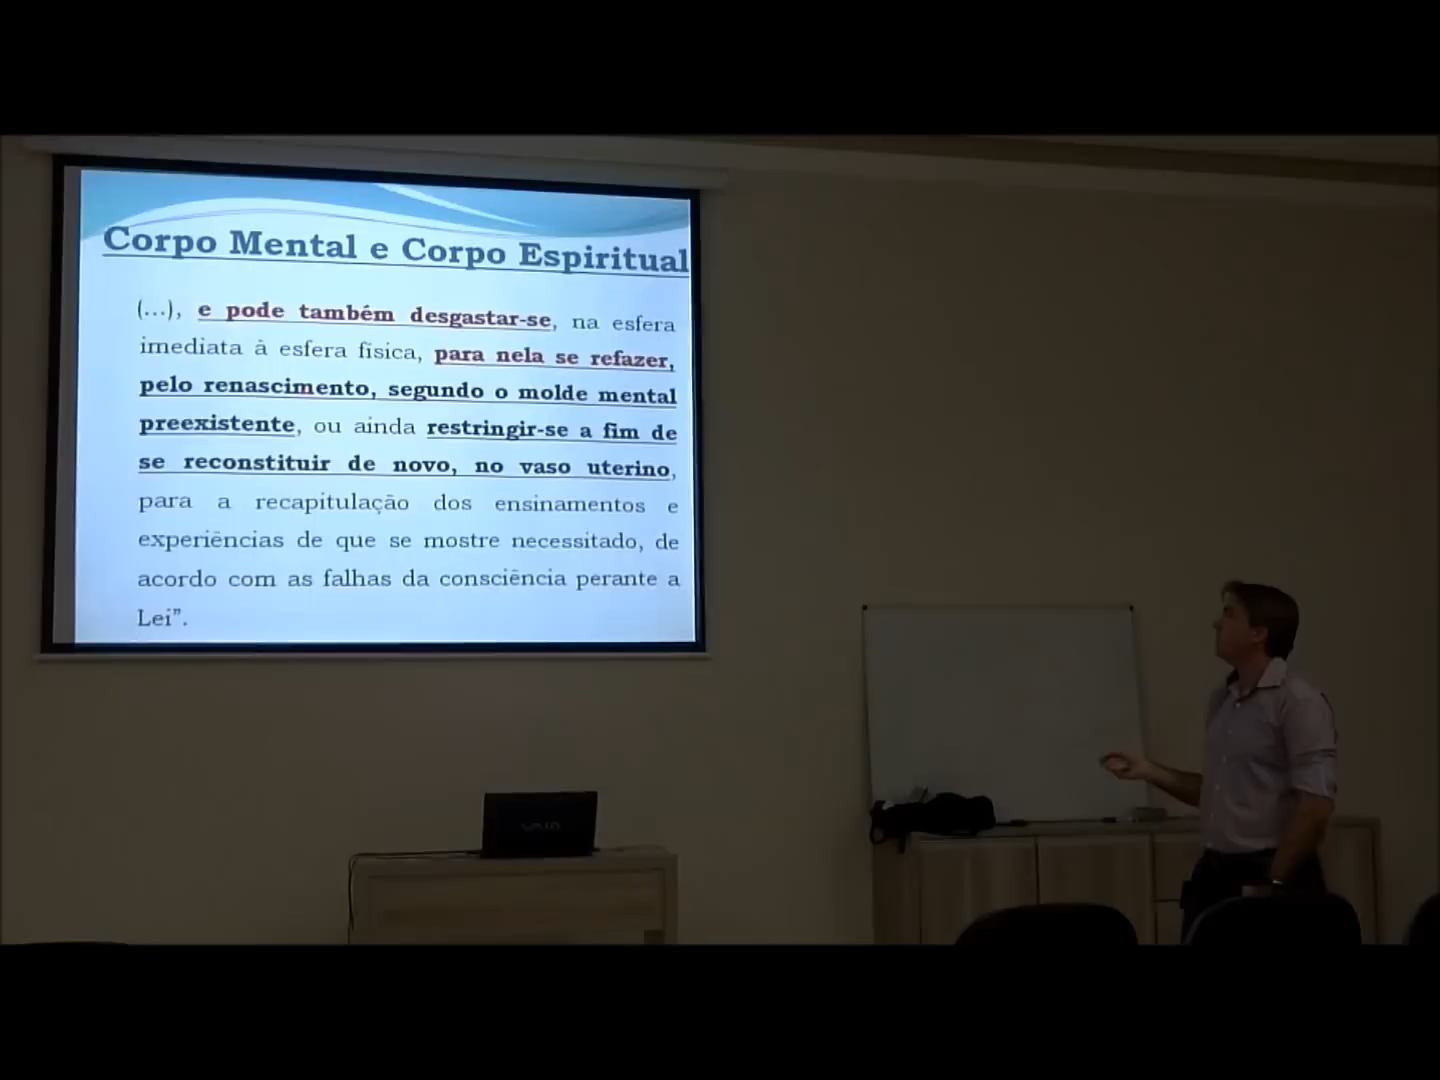 Corpo Mental e Corpo Espiritual
(...), e pode também desgastar-se, na esfera
imediata à esfera física, para nela se refazer,
pelo renascimento, segundo o molde mental
preexistente, ou ainda restringir-se a fim de
se reconstituir de novo, no vaso uterino,
para a recapitulação dos ensinamentos e
experiências de que se mostre necessitado, de
acordo com as falhas da consciência perante a
Lei".
VAIO